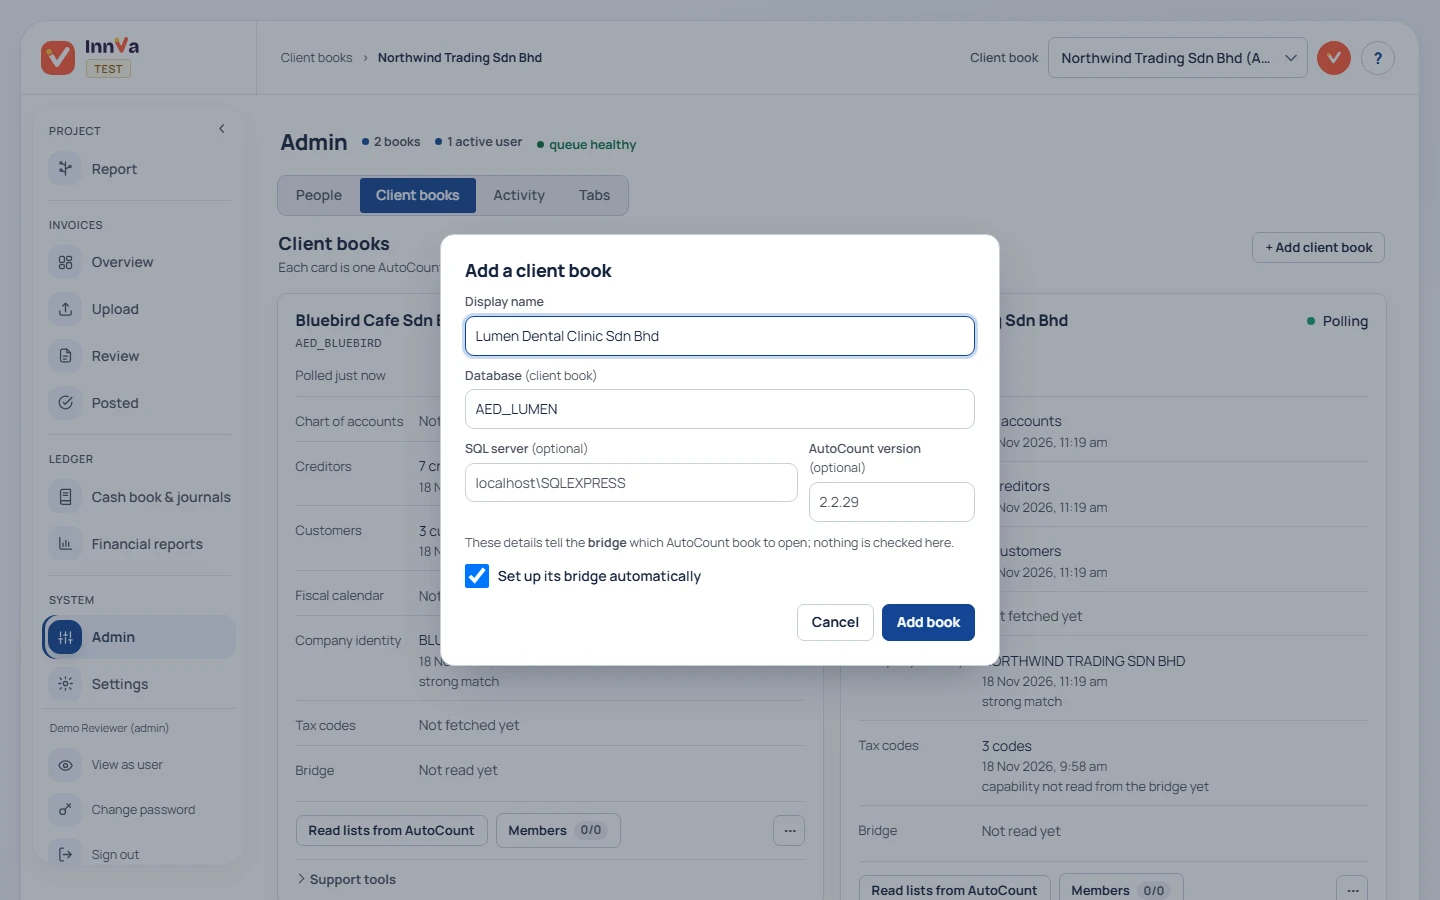 InnVa
TEST
Client books › Northwind Trading Sdn Bhd
Client book
Northwind Trading Sdn Bhd (A...
?
PROJECT
Report
INVOICES
Overview
Upload
Review
Posted
LEDGER
Cash book & journals
Financial reports
SYSTEM
Admin
Settings
Demo Reviewer (admin)
View as user
Change password
Sign out
Admin
2 books
1 active user
queue healthy
People
Client books
Activity
Tabs
Client books
Each card is one AutoCount
+ Add client book
Bluebird Cafe Sdn
AED_BLUEBIRD
Polled just now
Chart of accounts
Creditors
18 N
Customers
18 N
Fiscal calendar
Company identity
18 N
strong match
Tax codes Not fetched yet
Bridge Not read yet
Read lists from AutoCount
Members 0/0
...
Support tools
Add a client book
Display name
Lumen Dental Clinic Sdn Bhd
Database (client book)
AED_LUMEN
SQL server (optional)
localhost\SQLEXPRESS
AutoCount version
(optional)
2.2.29
These details tell the bridge which AutoCount book to open; nothing is checked here.
Set up its bridge automatically
Cancel
Add book
Sdn Bhd
Polling
accounts
Nov 2026, 11:19 am
reditors
Nov 2026, 11:19 am
ustomers
Nov 2026, 11:19 am
t fetched yet
ORTHWIND TRADING SDN BHD
18 Nov 2026, 11:19 am
strong match
Tax codes 3 codes
18 Nov 2026, 9:58 am
capability not read from the bridge yet
Bridge Not read yet
Read lists from AutoCount
Members 0/0
...